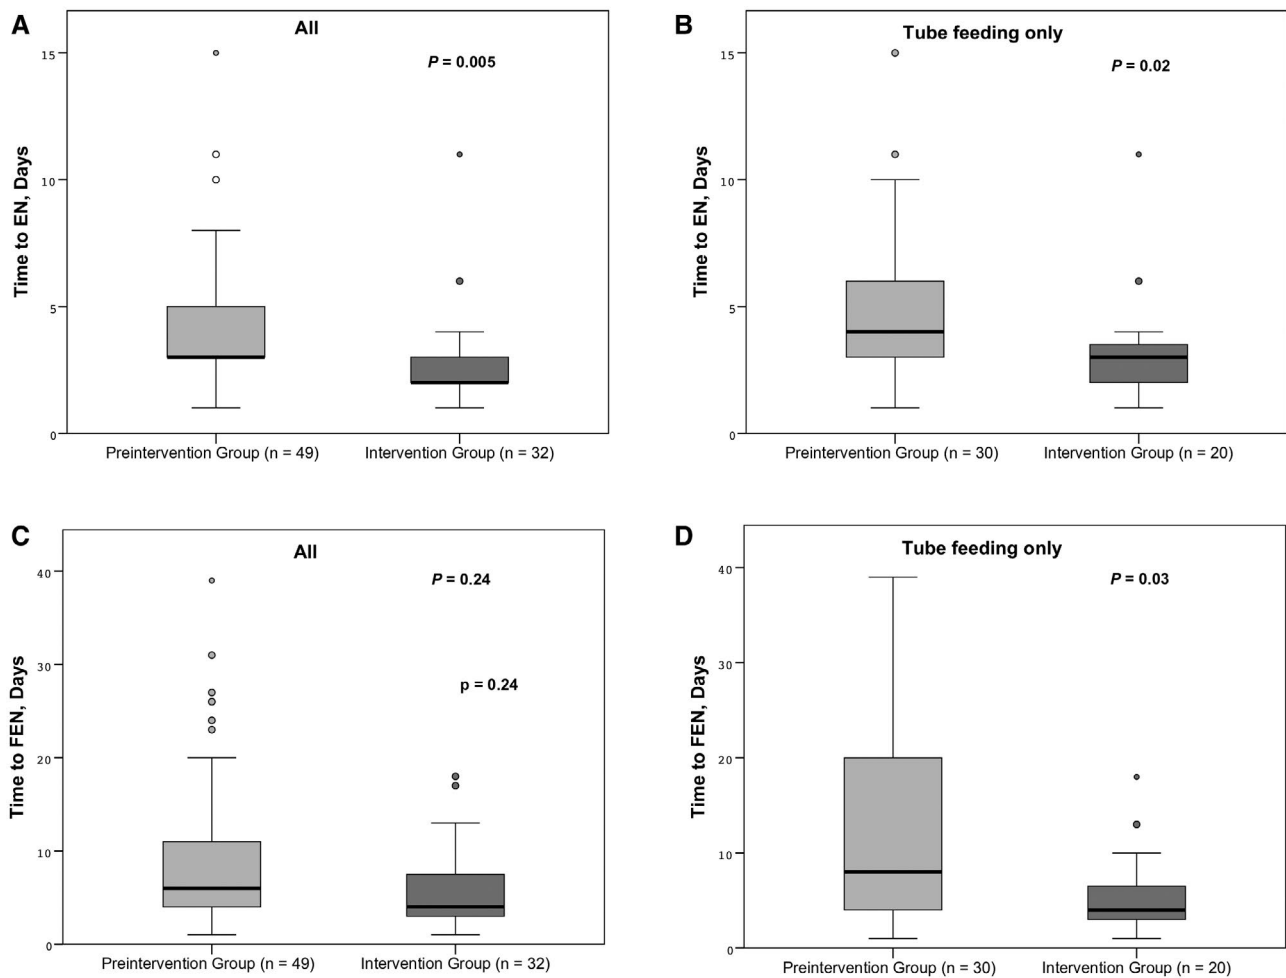 A
All
P = 0.005
Time to EN, Days
15
10
5
0
Preintervention Group (n = 49)
Intervention Group (n = 32)
B
Tube feeding only
P = 0.02
Time to EN, Days
15
10
5
0
Preintervention Group (n = 30)
Intervention Group (n = 20)
C
All
P = 0.24
p = 0.24
Time to FEN, Days
40
30
20
10
0
Preintervention Group (n = 49)
Intervention Group (n = 32)
D
Tube feeding only
P = 0.03
Time to FEN, Days
40
30
20
10
0
Preintervention Group (n = 30)
Intervention Group (n = 20)